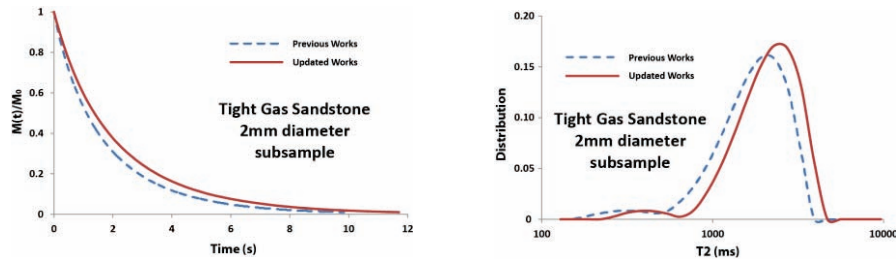 1
0.8
0.6
0.4
0.2
0
M(t)/M₀
Previous Works
Updated Works
Tight Gas Sandstone
2mm diameter
subsample
0 2 4 6 8 10 12
Time (s)
0.20
0.15
0.10
0.05
0
Distribution
Previous Works
Updated Works
Tight Gas Sandstone
2mm diameter
subsample
100 1000 10000
T2 (ms)